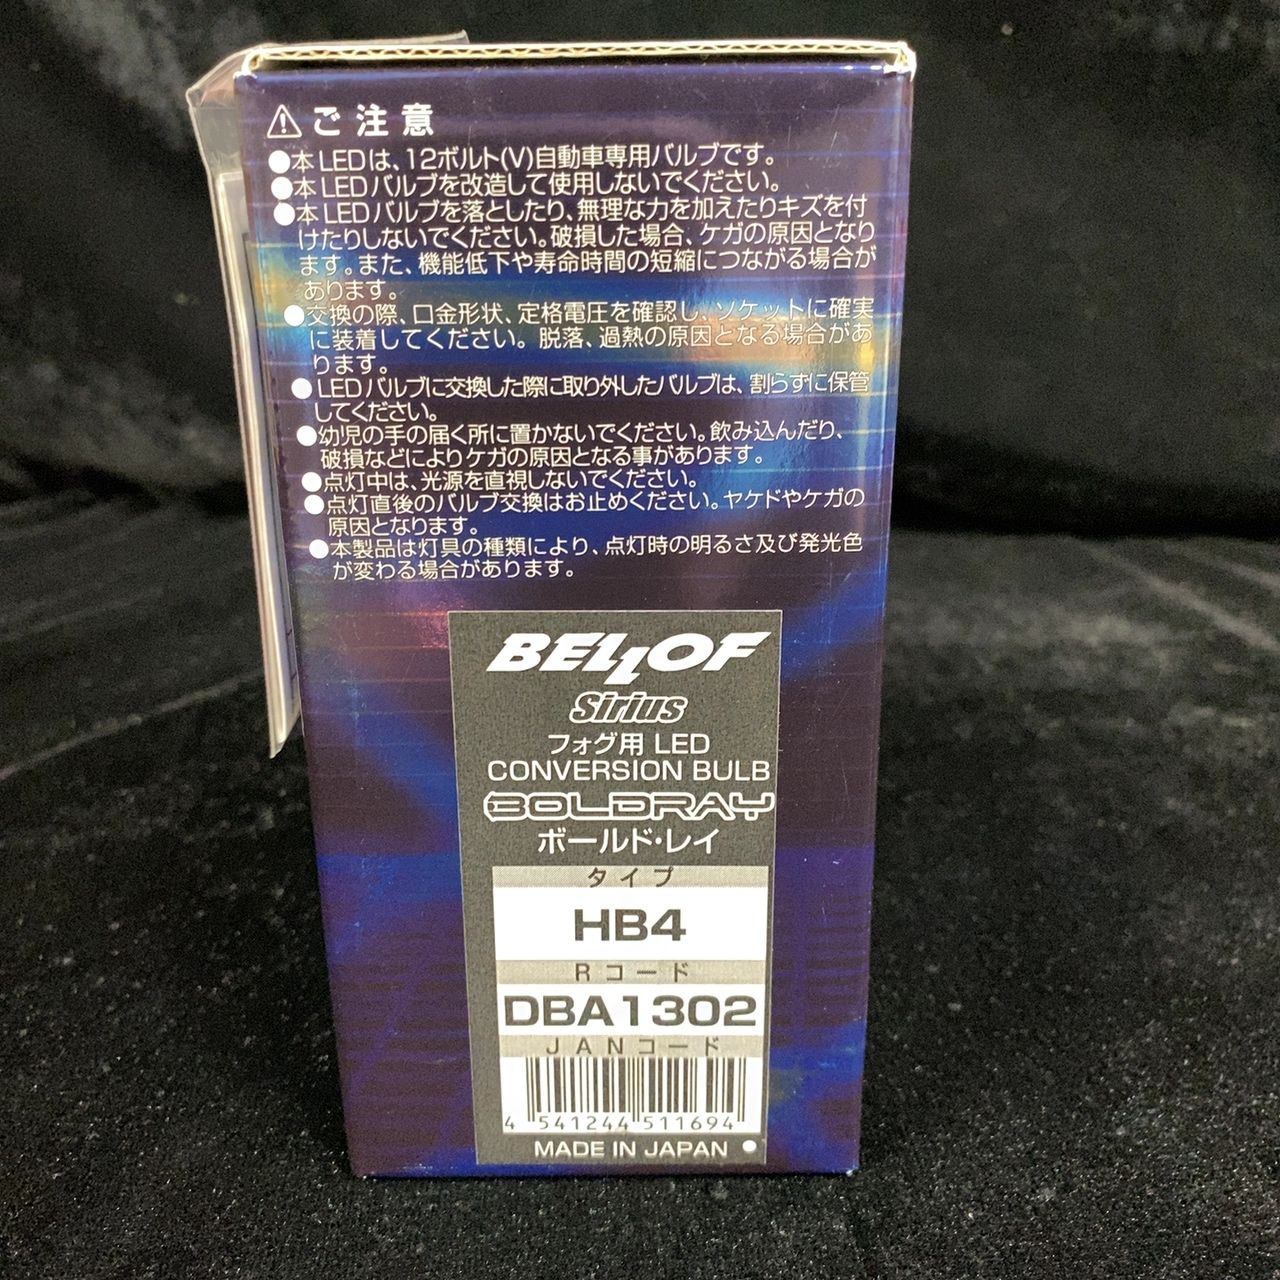 ⚠ご注意
●本LEDは、12ボルト(V)自動車専用バルブです。
●本LEDバルブを改造して使用しないでください。
●本LEDバルブを落としたり、無理な力を加えたりキズを付
けたりしないでください。破損した場合、ケガの原因となり
ます。また、機能低下や寿命時間の短縮につながる場合が
あります。
●交換の際、口金形状、定格電圧を確認し、ソケットに確実
に装着してください。脱落、過熱の原因となる場合があ
ります。
●LEDバルブに交換した際に取り外したバルブは、割らずに保管
してください。
●幼児の手の届く所に置かないでください。飲み込んだり、
破損などによりケガの原因となる事があります。
●点灯中は、光源を直視しないでください。
●点灯直後のバルブ交換はお止めください。ヤケドやケガの
原因となります。
●本製品は灯具の種類により、点灯時の明るさ及び発光色
が変わる場合があります。
BELLOF
Sirius
フォグ用 LED
CONVERSION BULB
BOLDRAY
ボールド・レイ
タイプ
HB4
Rコード
DBA1302
JANコード
4 541244 511694
MADE IN JAPAN